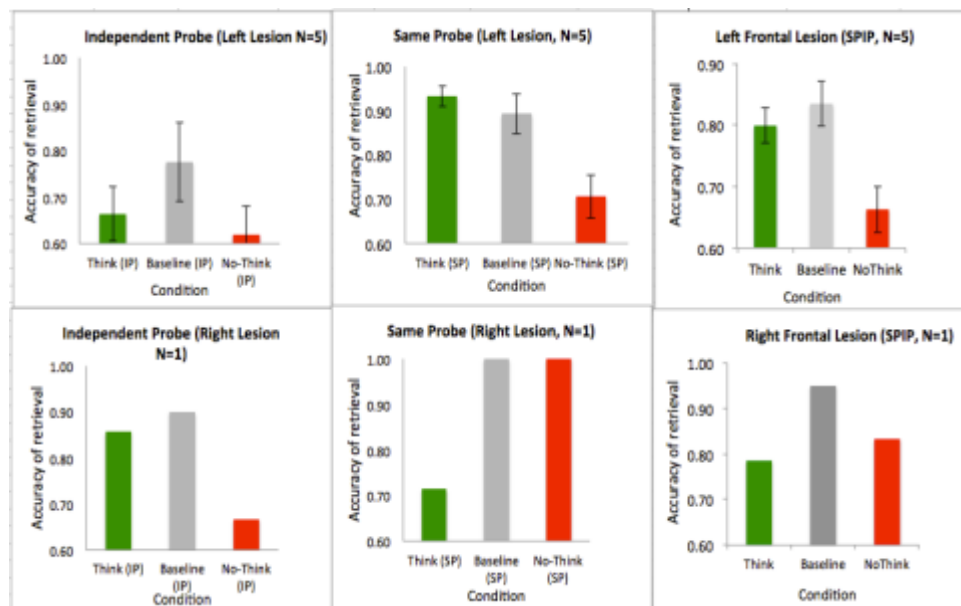 Independent Probe (Left Lesion N=5)
Accuracy of retrieval
1.00
0.90
0.80
0.70
0.60
Think (IP) Baseline (IP) No-Think
(IP)
Condition
Same Probe (Left Lesion, N=5)
Accuracy of retrieval
1.00
0.90
0.80
0.70
0.60
Think (SP) Baseline (SP) No-Think (SP)
Condition
Left Frontal Lesion (SPIP, N=5)
Accuracy of retrieval
0.90
0.80
0.70
0.60
Think Baseline NoThink
Condition
Independent Probe (Right Lesion
N=1)
Accuracy of retrieval
1.00
0.90
0.80
0.70
0.60
Think (IP) Baseline No-Think
(IP) (IP)
Condition
Same Probe (Right Lesion, N=1)
Accuracy of retrieval
1.00
0.90
0.80
0.70
0.60
Think (SP) Baseline No-Think
(SP) (SP)
Condition
Right Frontal Lesion (SPIP, N=1)
Accuracy of retrieval
1.00
0.90
0.80
0.70
0.60
Think Baseline NoThink
Condition